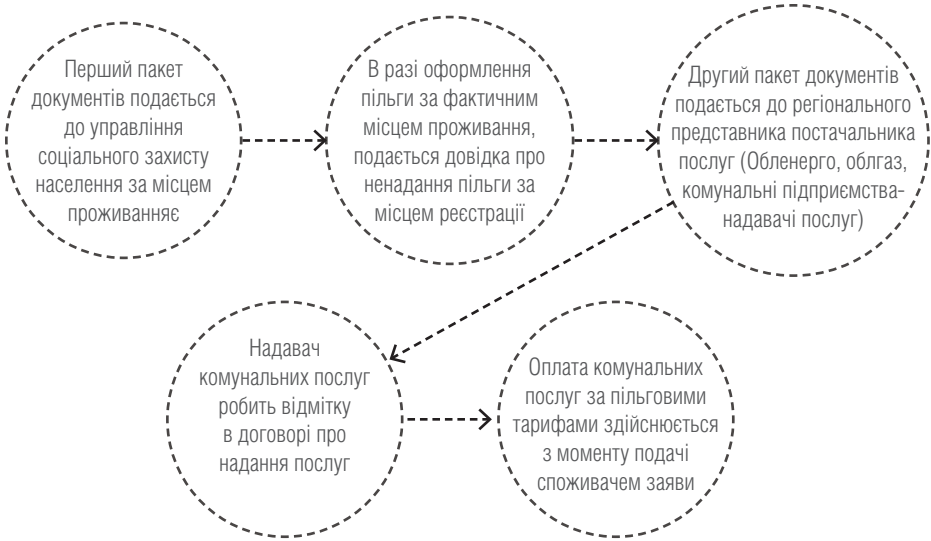 Перший пакет
документів подається
до управління
соціального захисту
населення за місцем
проживанняє
В разі оформлення
пільги за фактичним
місцем проживання,
подається довідка про
ненадання пільги за
місцем реєстрації
Другий пакет документів
подається до регіонального
представника постачальника
послуг (Обленерго, облгаз,
комунальні підприємства-
надавачі послуг)
Надавач
комунальних послуг
робить відмітку
в договорі про
надання послуг
Оплата комунальних
послуг за пільговими
тарифами здійснюється
з моменту подачі
споживачем заяви